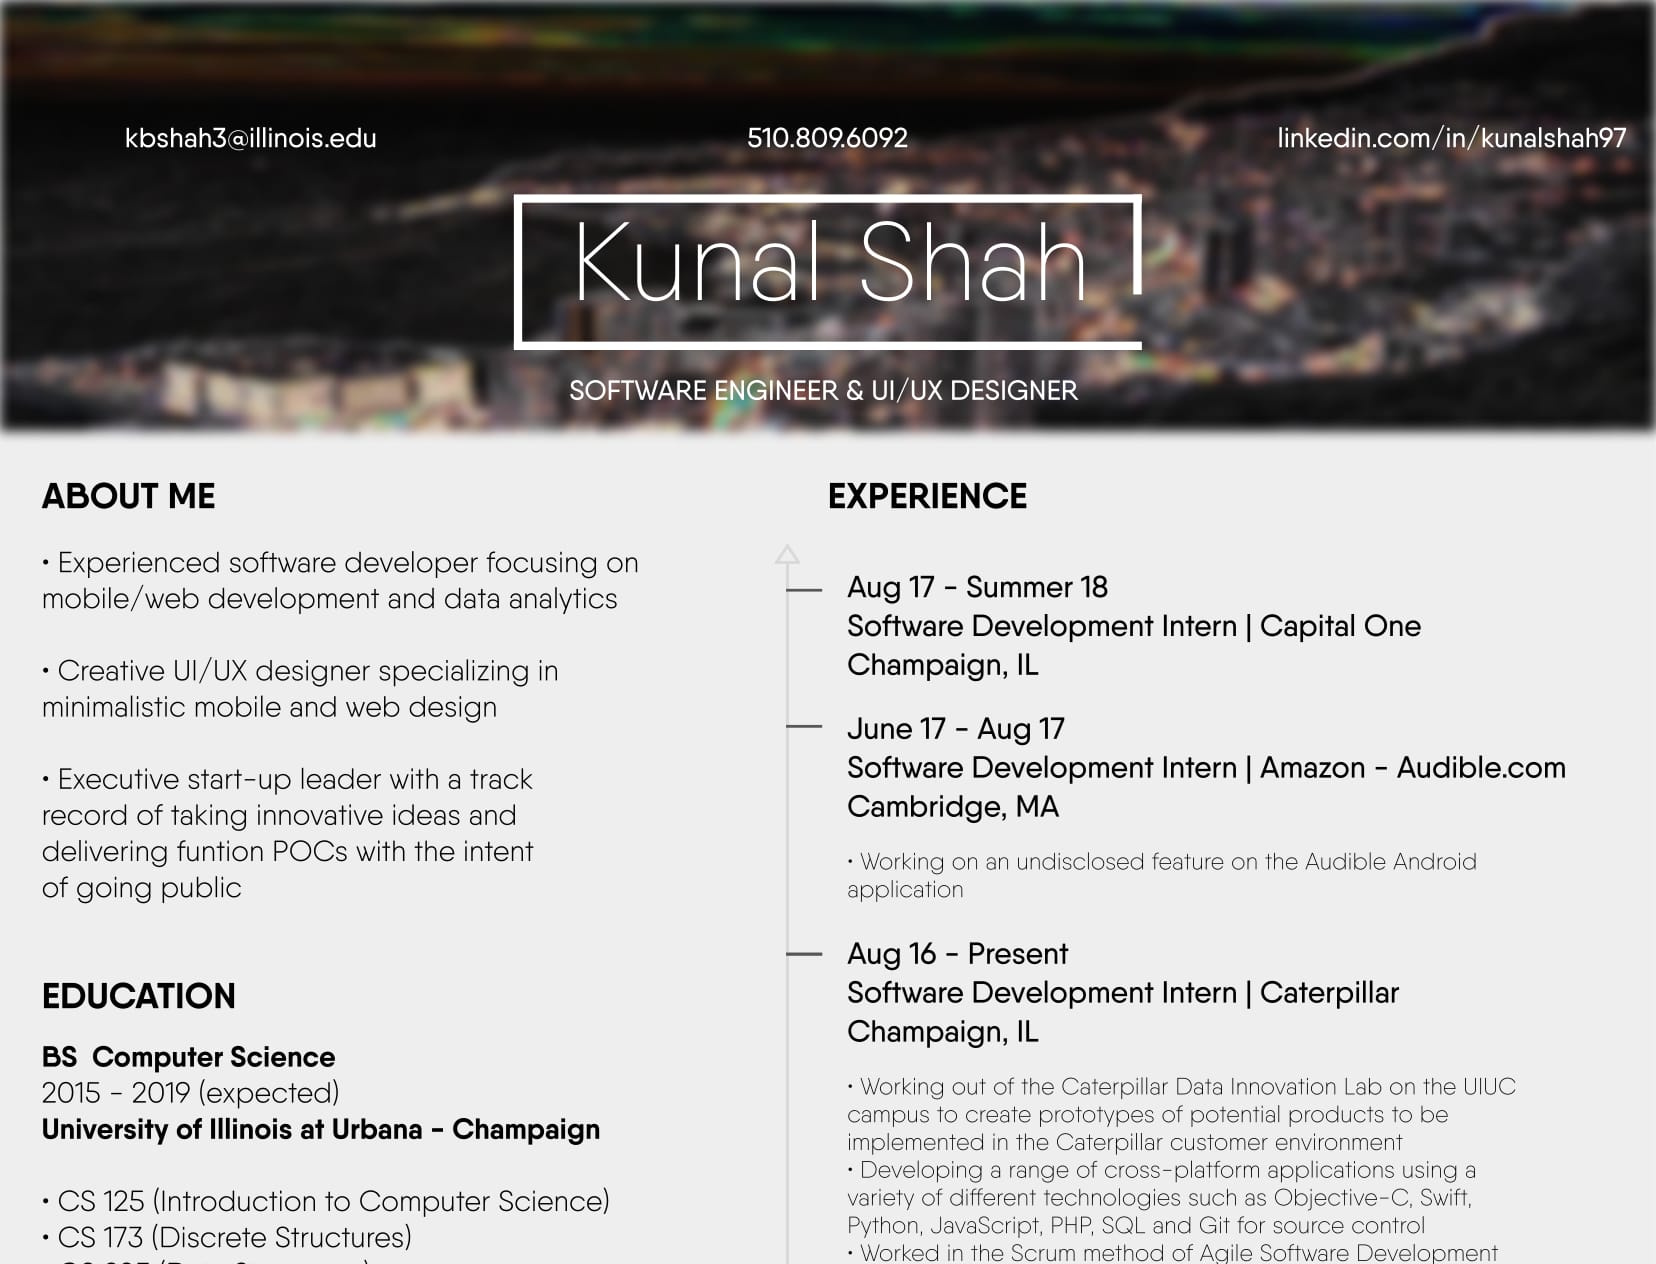 kbshah3@illinois.edu
510.809.6092
linkedin.com/in/kunalshah97
Kunal Shah
SOFTWARE ENGINEER & UI/UX DESIGNER
ABOUT ME
• Experienced software developer focusing on
mobile/web development and data analytics
• Creative UI/UX designer specializing in
minimalistic mobile and web design
• Executive start-up leader with a track
record of taking innovative ideas and
delivering funtion POCs with the intent
of going public
EDUCATION
BS  Computer Science
2015 - 2019 (expected)
University of Illinois at Urbana - Champaign
• CS 125 (Introduction to Computer Science)
• CS 173 (Discrete Structures)
EXPERIENCE
Aug 17 - Summer 18
Software Development Intern | Capital One
Champaign, IL
June 17 - Aug 17
Software Development Intern | Amazon - Audible.com
Cambridge, MA
• Working on an undisclosed feature on the Audible Android
application
Aug 16 - Present
Software Development Intern | Caterpillar
Champaign, IL
• Working out of the Caterpillar Data Innovation Lab on the UIUC
campus to create prototypes of potential products to be
implemented in the Caterpillar customer environment
• Developing a range of cross-platform applications using a
variety of different technologies such as Objective-C, Swift,
Python, JavaScript, PHP, SQL and Git for source control
• Worked in the Scrum method of Agile Software Development